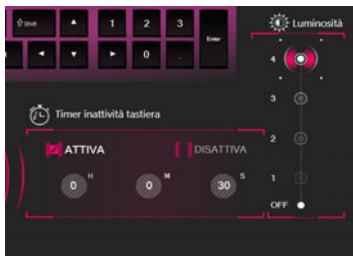 Shift 1 2 3 Enter
0 .
Luminosità
4
3
2
1
OFF
Timer inattività tastiera
ATTIVA DISATTIVA
0 H 0 M 30 S